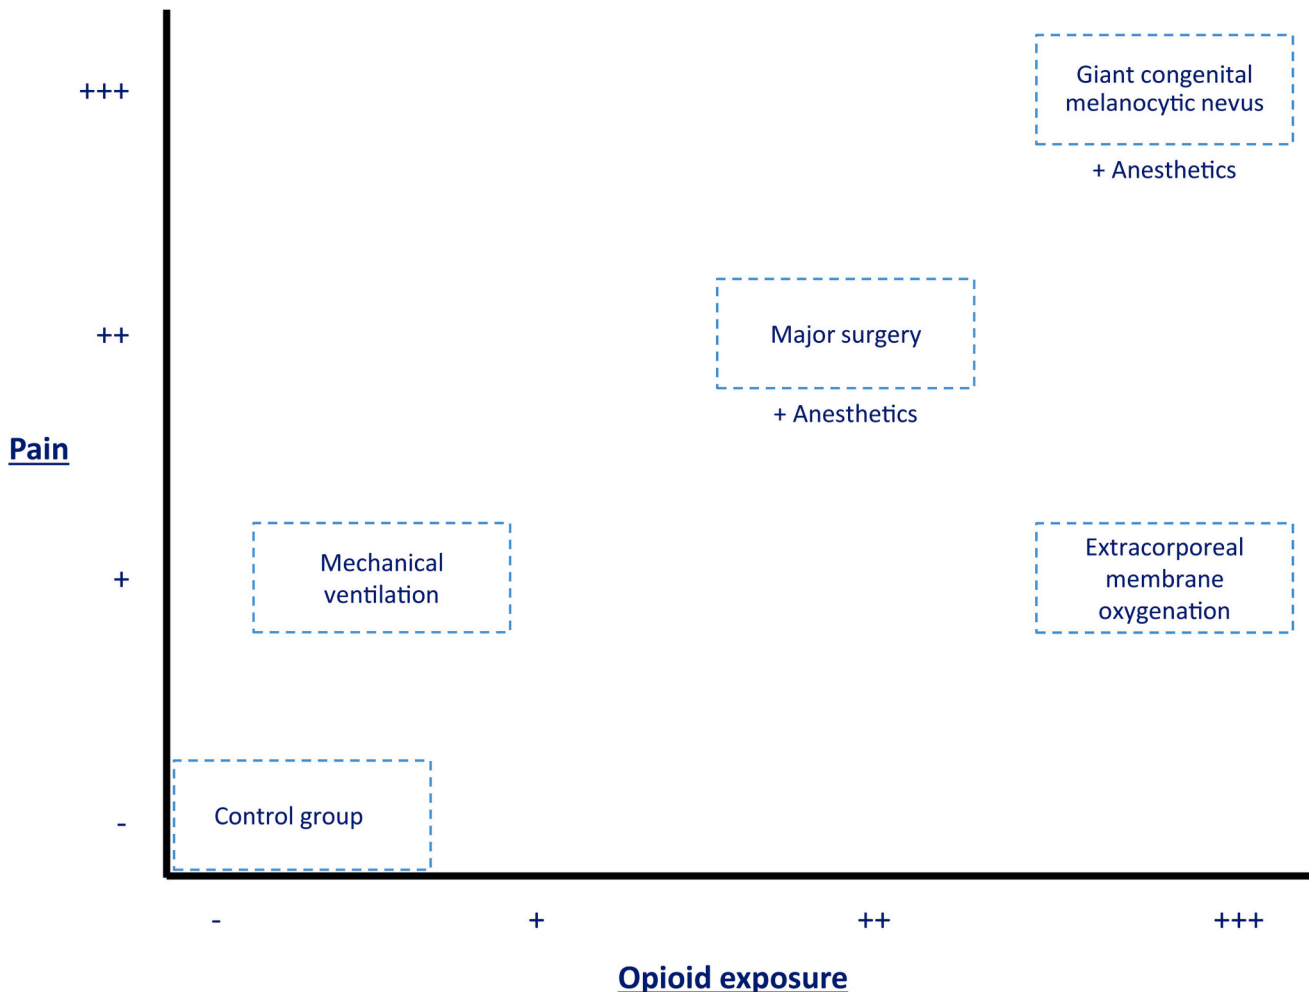 +++
Giant congenital
melanocytic nevus
+ Anesthetics
++
Major surgery
+ Anesthetics
Pain
+
Mechanical
ventilation
Extracorporeal
membrane
oxygenation
-
Control group
-
+
++
+++
Opioid exposure